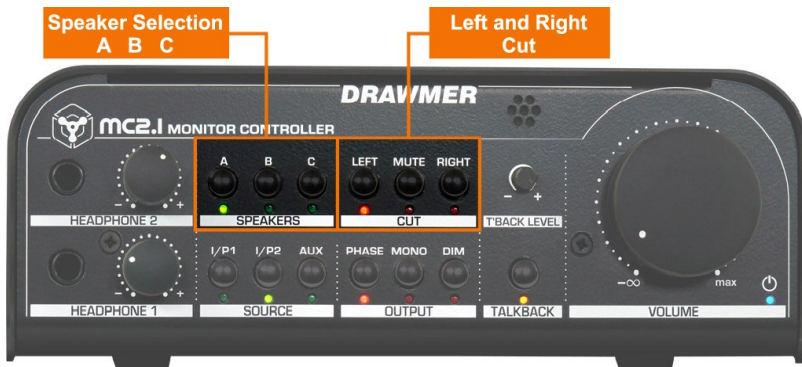 Speaker Selection
A B C
Left and Right
Cut
DRAWMER
MC2.1 MONITOR CONTROLLER
A B C
LEFT MUTE RIGHT
- +
- +
HEADPHONE 2
SPEAKERS
CUT
T'BACK LEVEL
I/P1 I/P2 AUX
PHASE MONO DIM
- +
-∞ max
HEADPHONE 1
SOURCE
OUTPUT
TALKBACK
VOLUME